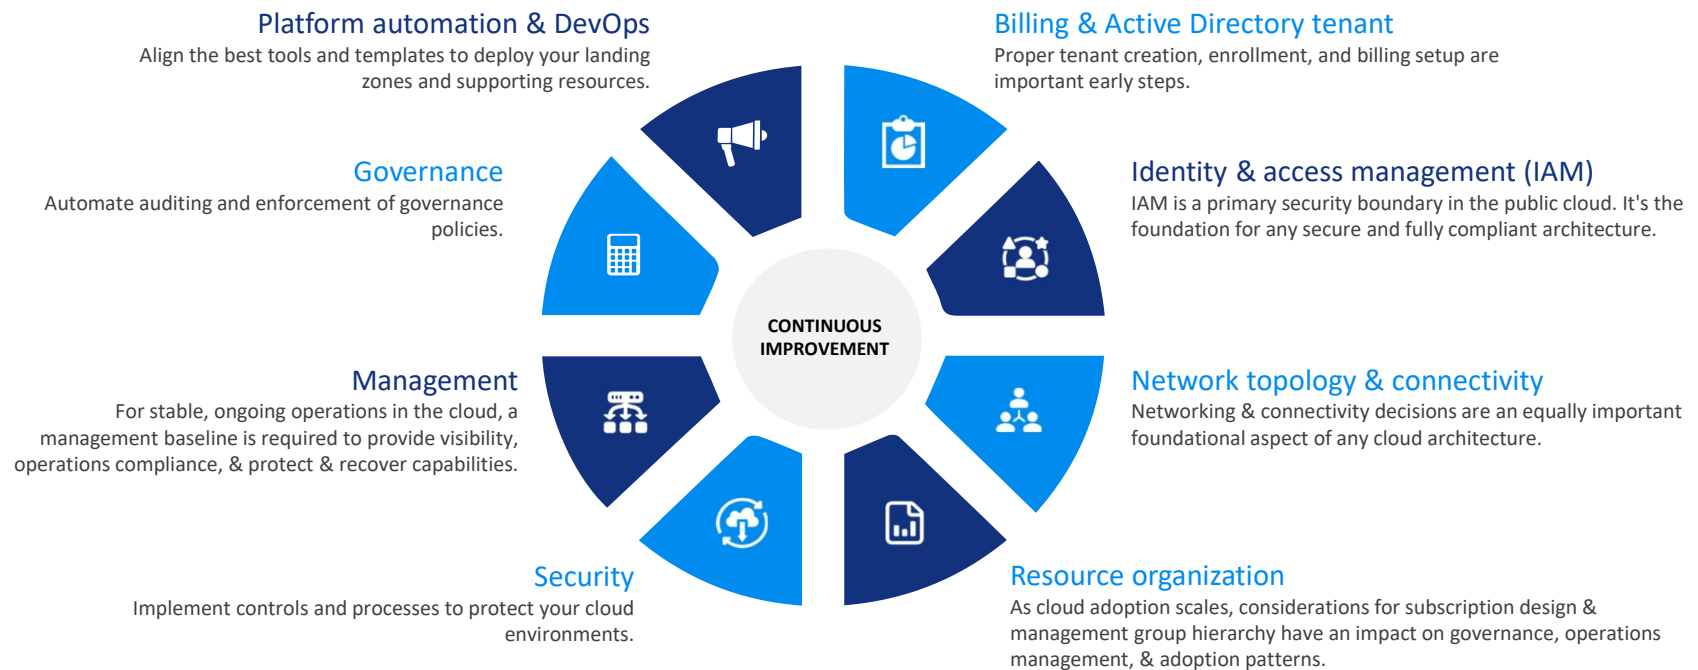 Platform automation & DevOps
Align the best tools and templates to deploy your landing
zones and supporting resources.
Billing & Active Directory tenant
Proper tenant creation, enrollment, and billing setup are
important early steps.
Governance
Automate auditing and enforcement of governance
policies.
Identity & access management (IAM)
IAM is a primary security boundary in the public cloud. It's the
foundation for any secure and fully compliant architecture.
CONTINUOUS
IMPROVEMENT
Management
For stable, ongoing operations in the cloud, a
management baseline is required to provide visibility,
operations compliance, & protect & recover capabilities.
Network topology & connectivity
Networking & connectivity decisions are an equally important
foundational aspect of any cloud architecture.
Security
Implement controls and processes to protect your cloud
environments.
Resource organization
As cloud adoption scales, considerations for subscription design &
management group hierarchy have an impact on governance, operations
management, & adoption patterns.